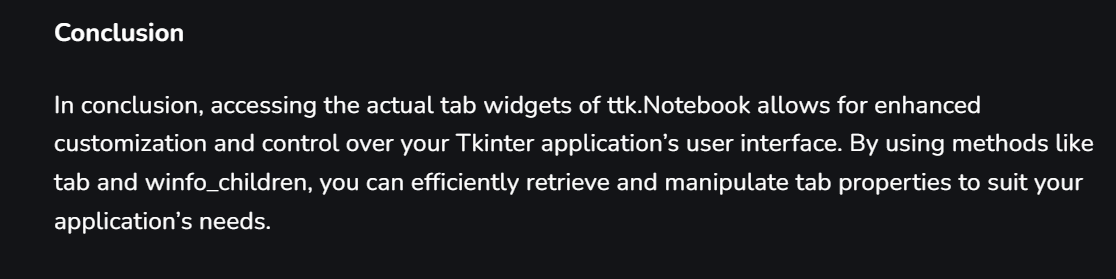 Conclusion
In conclusion, accessing the actual tab widgets of ttk.Notebook allows for enhanced
customization and control over your Tkinter application’s user interface. By using methods like
tab and winfo_children, you can efficiently retrieve and manipulate tab properties to suit your
application’s needs.